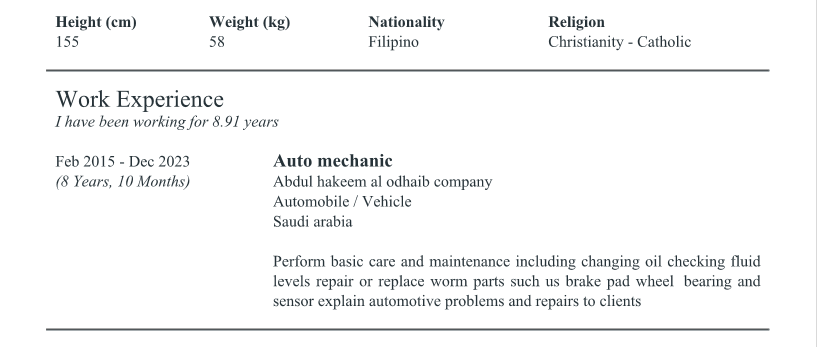 Height (cm) Weight (kg) Nationality Religion
155 58 Filipino Christianity - Catholic
Work Experience
I have been working for 8.91 years
Feb 2015 - Dec 2023 Auto mechanic
(8 Years, 10 Months) Abdul hakeem al odhaib company
Automobile / Vehicle
Saudi arabia
Perform basic care and maintenance including changing oil checking fluid
levels repair or replace worm parts such us brake pad wheel bearing and
sensor explain automotive problems and repairs to clients